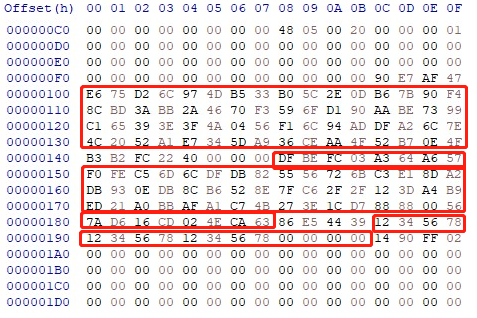 Offset(h) 00 01 02 03 04 05 06 07 08 09 0A 0B 0C 0D 0E 0F
000000C0 00 00 00 00 00 00 00 00 48 05 00 20 00 00 00 01
000000D0 00 00 00 00 00 00 00 00 00 00 00 00 00 00 00 00
000000E0 00 00 00 00 00 00 00 00 00 00 00 00 00 00 00 00
000000F0 00 00 00 00 00 00 00 00 00 00 00 00 90 E7 AF 47
00000100 E6 75 D2 6C 97 4D B5 33 B0 5C 2E 0D B6 7B 90 F4
00000110 8C BD 3A BB 2A 46 70 F3 59 6F D1 90 AA BE 73 99
00000120 C1 65 39 3E 3F 4A 04 56 F1 6C 94 AD DF A2 6C 7E
00000130 4C 20 52 A1 E7 34 5D A9 36 CE AA 4F 52 B7 0E 4F
00000140 B3 B2 FC 22 40 00 00 00 DF BE FC 03 A3 64 A6 57
00000150 F0 FE C5 6D 6C DF DB 82 55 56 72 6B C3 E1 8D A2
00000160 DB 93 0E DB 8C B6 52 8E 7F C6 2F 2F 12 3D A4 B9
00000170 ED 21 A0 BB AF A1 C7 4B 27 3E 1C D7 88 88 00 56
00000180 7A D6 16 CD 02 4E CA 63 86 E5 44 39 12 34 56 78
00000190 12 34 56 78 12 34 56 78 00 00 00 00 14 90 FF 02
000001A0 00 00 00 00 00 00 00 00 00 00 00 00 00 00 00 00
000001B0 00 00 00 00 00 00 00 00 00 00 00 00 00 00 00 00
000001C0 00 00 00 00 00 00 00 00 00 00 00 00 00 00 00 00
000001D0 00 00 00 00 00 00 00 00 00 00 00 00 00 00 00 00